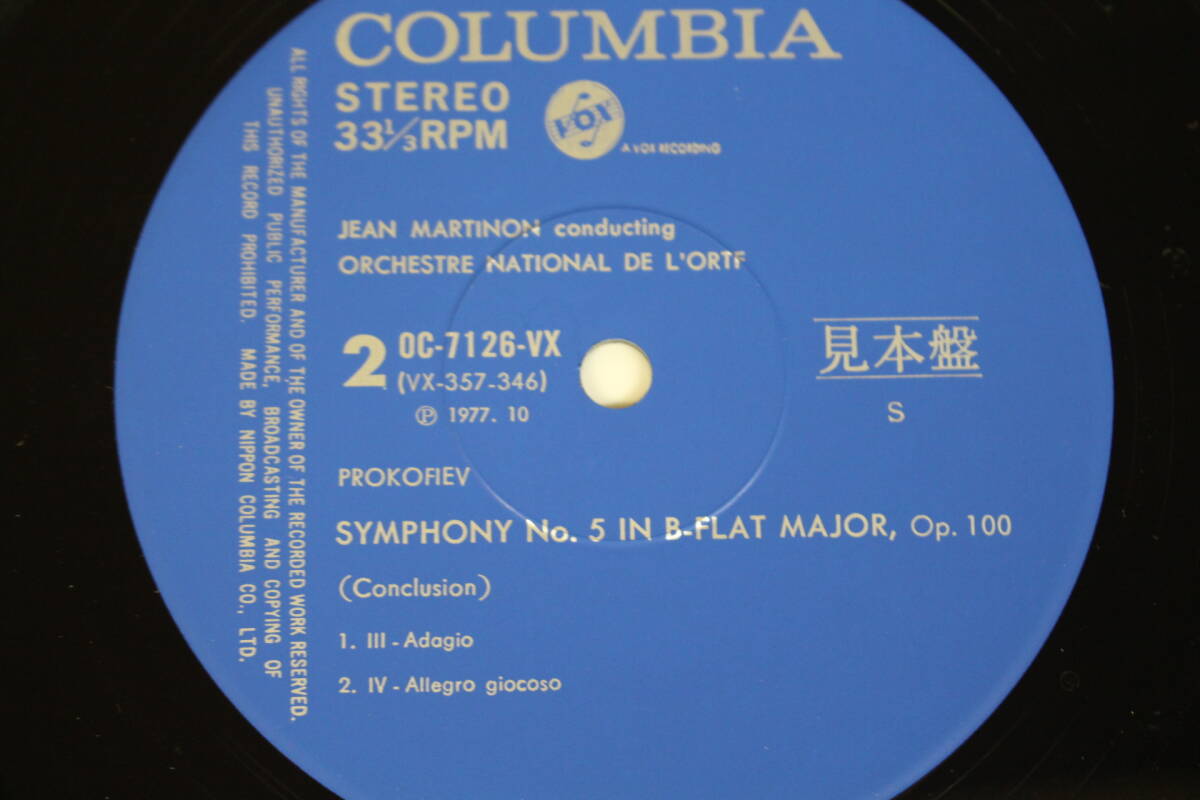 COLUMBIA
STEREO
33⅓ RPM
VOX
A VOX RECORDING
JEAN MARTINON conducting
ORCHESTRE NATIONAL DE L'ORTF
2
OC-7126-VX
(VX-357-346)
Ⓟ 1977. 10
見本盤
S
PROKOFIEV
SYMPHONY No. 5 IN B-FLAT MAJOR, Op. 100
(Conclusion)
1. III - Adagio
2. IV - Allegro giocoso
ALL RIGHTS OF THE MANUFACTURER AND OF THE OWNER OF THE RECORDED WORK RESERVED.
UNAUTHORIZED PUBLIC PERFORMANCE, BROADCASTING AND COPYING OF
THIS RECORD PROHIBITED. MADE BY NIPPON COLUMBIA CO., LTD.